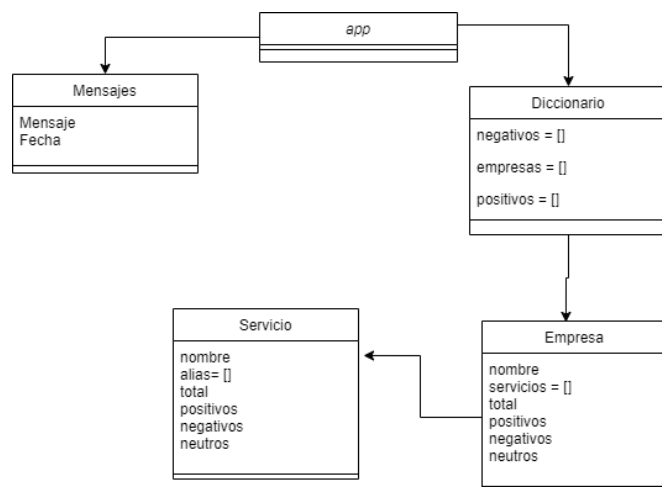 app
Mensajes
Mensaje
Fecha
Diccionario
negativos = []
empresas = []
positivos = []
Servicio
nombre
alias= []
total
positivos
negativos
neutros
Empresa
nombre
servicios = []
total
positivos
negativos
neutros